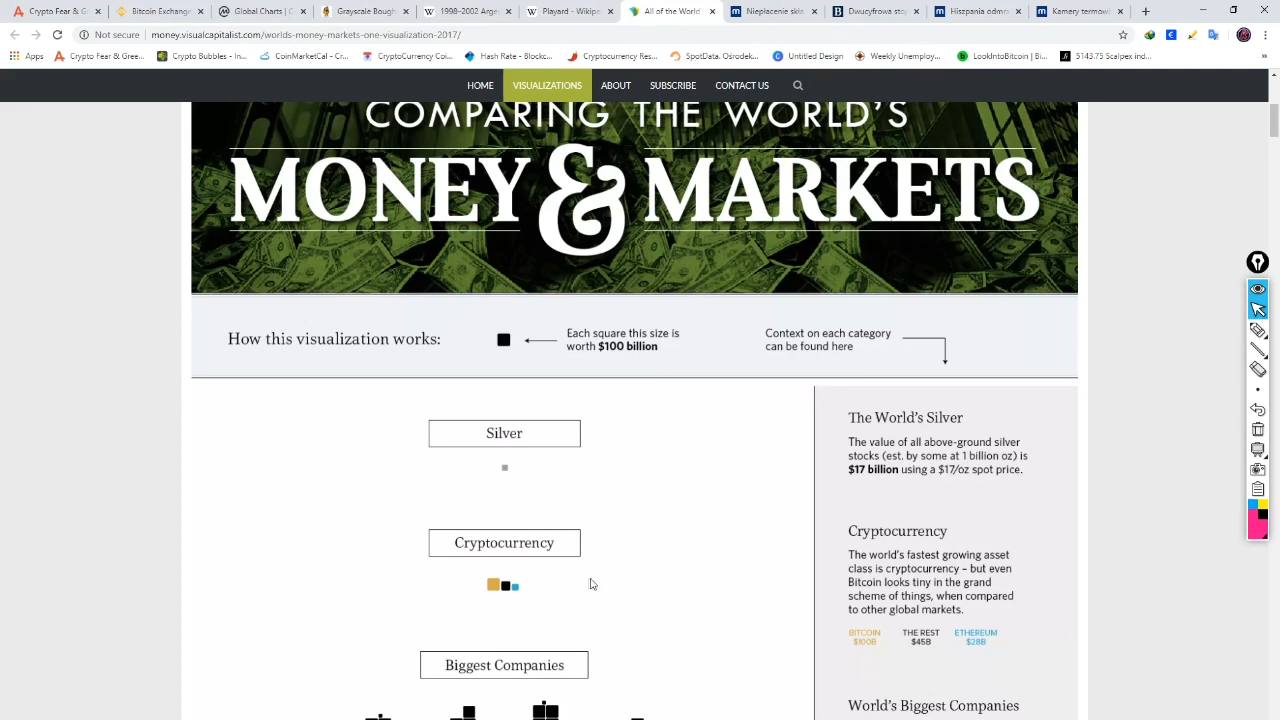 Crypto Fear & G
Grayscale Bough
Global Charts | C
MESSAGE
1998-2002 Amp
Played - Wikipe
All of the World
Niepłacenie skła
Dwucyfrowa stop
Hiszpania odmr
Kamery termowi
Not secure | money.visualcapitalist.com/worlds-money-markets-one-visualization-2017/
Apps Crypto Fear & Gree... Crypto Bubbles - In... CoinMarketCal - Cr... Cryptocurrency Coi... Hash Rate - Blockc... Cryptocurrency Res... SpotData. Ośrodek... Untitled Design Weekly Unemploy... LookIntoBitcoin | Bi... 5143.75 Scalpex ind...
HOME VISUALIZATIONS ABOUT SUBSCRIBE CONTACT US
COMPARING THE WORLD'S
MONEY & MARKETS
How this visualization works:
Each square this size is
worth $100 billion
Context on each category
can be found here
Silver
The World's Silver
The value of all above-ground silver
stocks (est. by some at 1 billion oz) is
$17 billion using a $17/oz spot price.
Cryptocurrency
Cryptocurrency
The world's fastest growing asset
class is cryptocurrency – but even
Bitcoin looks tiny in the grand
scheme of things, when compared
to other global markets.
BITCOIN THE REST ETHEREUM
$100B $45B $28B
Biggest Companies
World's Biggest Companies